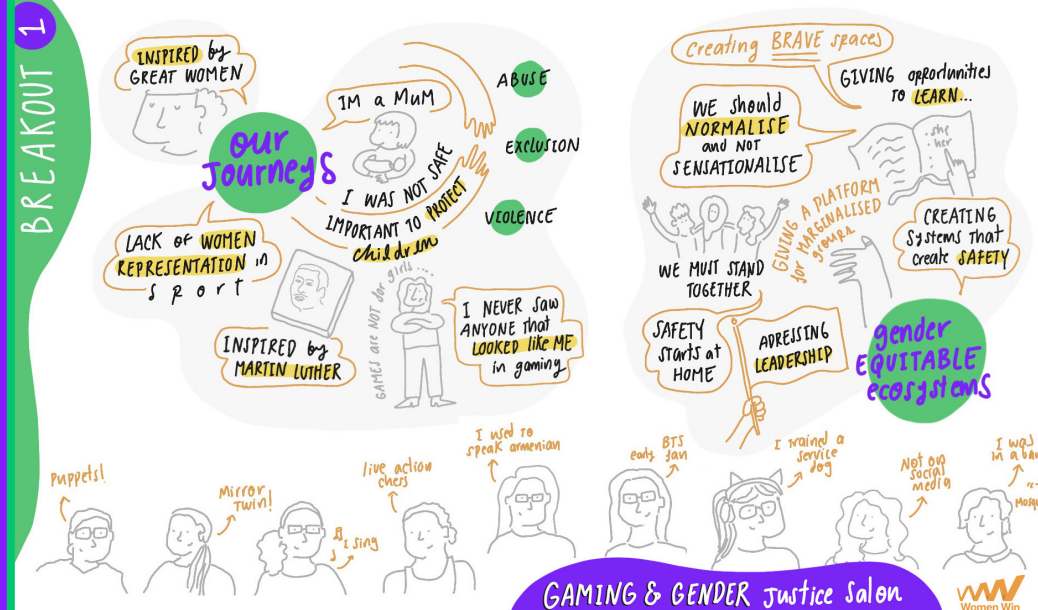 BREAKOUT 1
INSPIRED by
GREAT WOMEN
our
Journeys
IM a MUM
I WAS NOT SAFE
IMPORTANT TO PROTECT
children
ABUSE
EXCLUSION
VIOLENCE
LACK of WOMEN
REPRESENTATION in
sport
INSPIRED by
MARTIN LUTHER
GAMES are NOT for girls....
I NEVER SAW
ANYONE that
LOOKED like ME
in gaming
Creating BRAVE spaces
GIVING opportunities
TO LEARN...
WE should
NORMALISE
and NOT
SENSATIONALISE
.she
.her
GIVING A PLATFORM
for MARGINALISED
groups
WE MUST STAND
TOGETHER
CREATING
Systems that
create SAFETY
SAFETY
starts at
HOME
ADRESSING
LEADERSHIP
gender
EQUITABLE
ecosystems
Puppets!
Mirror
Twin!
I sing
live action
chess
I used to
speak armenian
BTS
early fan
I trained a
service
dog
Not on
social
media
I was
in a
GAMING & GENDER Justice Salon
Women Win